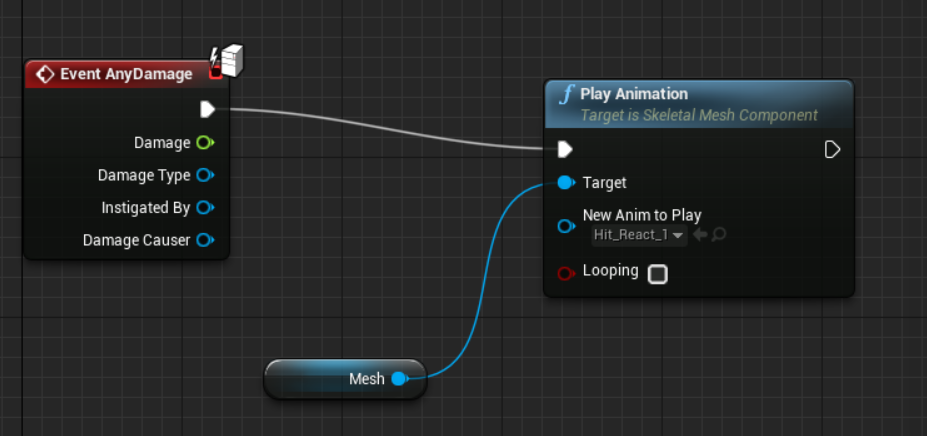 Event AnyDamage
Damage
Damage Type
Instigated By
Damage Causer
Mesh
f Play Animation
Target is Skeletal Mesh Component
Target
New Anim to Play
Hit_React_1
Looping